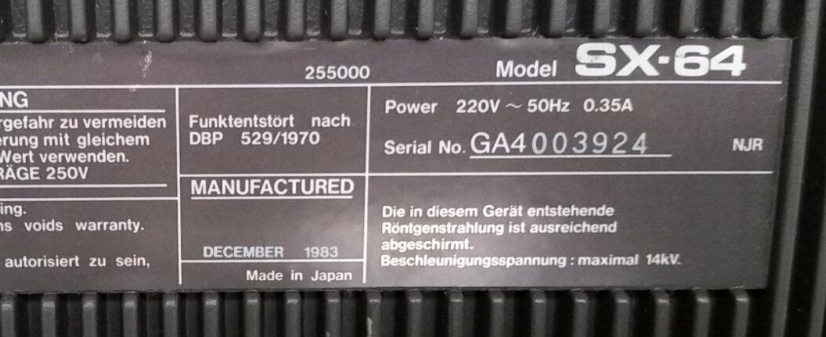 255000 Model SX-64
NG
rgefahr zu vermeiden
erung mit gleichem
Wert verwenden.
RÄGE 250V
ing.
ns voids warranty.
autorisiert zu sein,
Funktentstört nach
DBP 529/1970
MANUFACTURED
DECEMBER 1983
Made in Japan
Power 220V ~ 50Hz 0.35A
Serial No. GA4 003924 NJR
Die in diesem Gerät entstehende
Röntgenstrahlung ist ausreichend
abgeschirmt.
Beschleunigungsspannung : maximal 14kV.